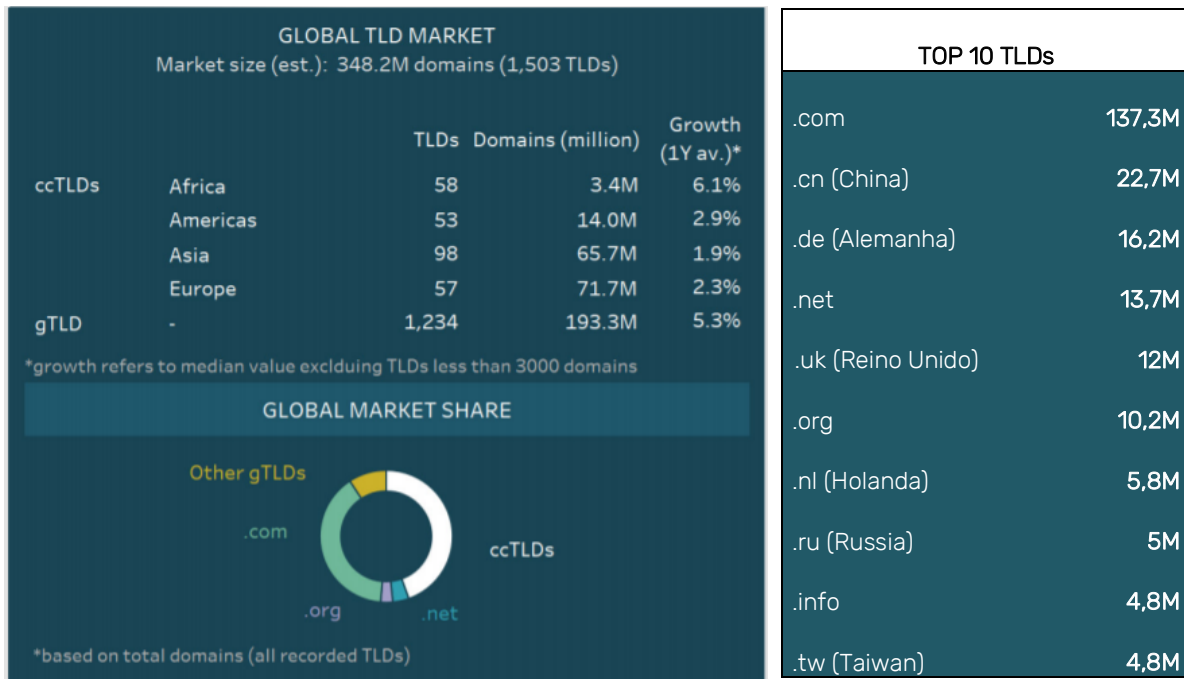 GLOBAL TLD MARKET
Market size (est.): 348.2M domains (1,503 TLDs)
TLDs Domains (million) Growth (1Y av.)*
ccTLDs Africa 58 3.4M 6.1%
Americas 53 14.0M 2.9%
Asia 98 65.7M 1.9%
Europe 57 71.7M 2.3%
gTLD - 1,234 193.3M 5.3%
*growth refers to median value exclduing TLDs less than 3000 domains
GLOBAL MARKET SHARE
Other gTLDs
.com
ccTLDs
.org
.net
*based on total domains (all recorded TLDs)
TOP 10 TLDs
.com 137,3M
.cn (China) 22,7M
.de (Alemanha) 16,2M
.net 13,7M
.uk (Reino Unido) 12M
.org 10,2M
.nl (Holanda) 5,8M
.ru (Russia) 5M
.info 4,8M
.tw (Taiwan) 4,8M